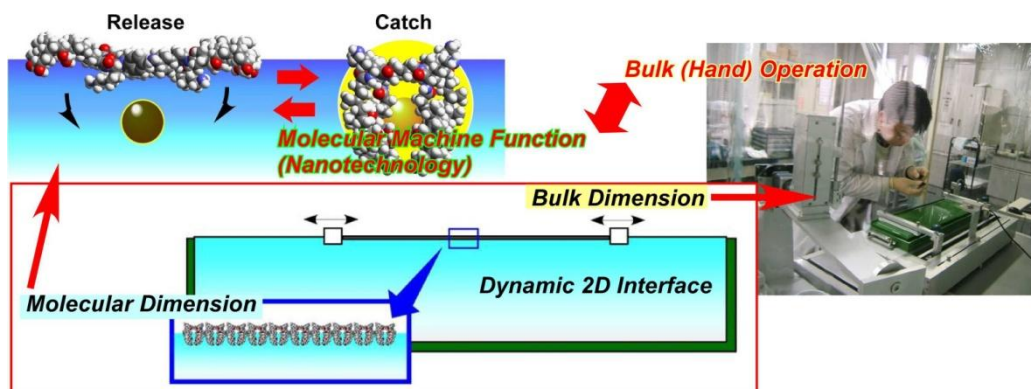 Release
Catch
Bulk (Hand) Operation
Molecular Machine Function
(Nanotechnology)
Bulk Dimension
Dynamic 2D Interface
Molecular Dimension